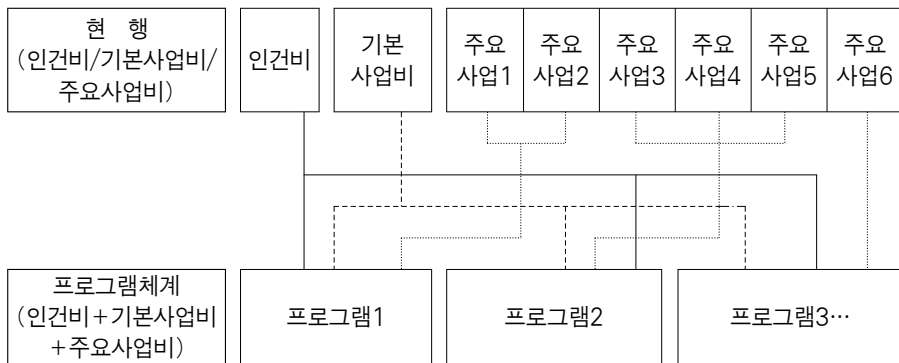 현 행
(인건비/기본사업비/
주요사업비)
인건비
기본
사업비
주요
사업1
주요
사업2
주요
사업3
주요
사업4
주요
사업5
주요
사업6
프로그램체계
(인건비+기본사업비
+주요사업비)
프로그램1
프로그램2
프로그램3…